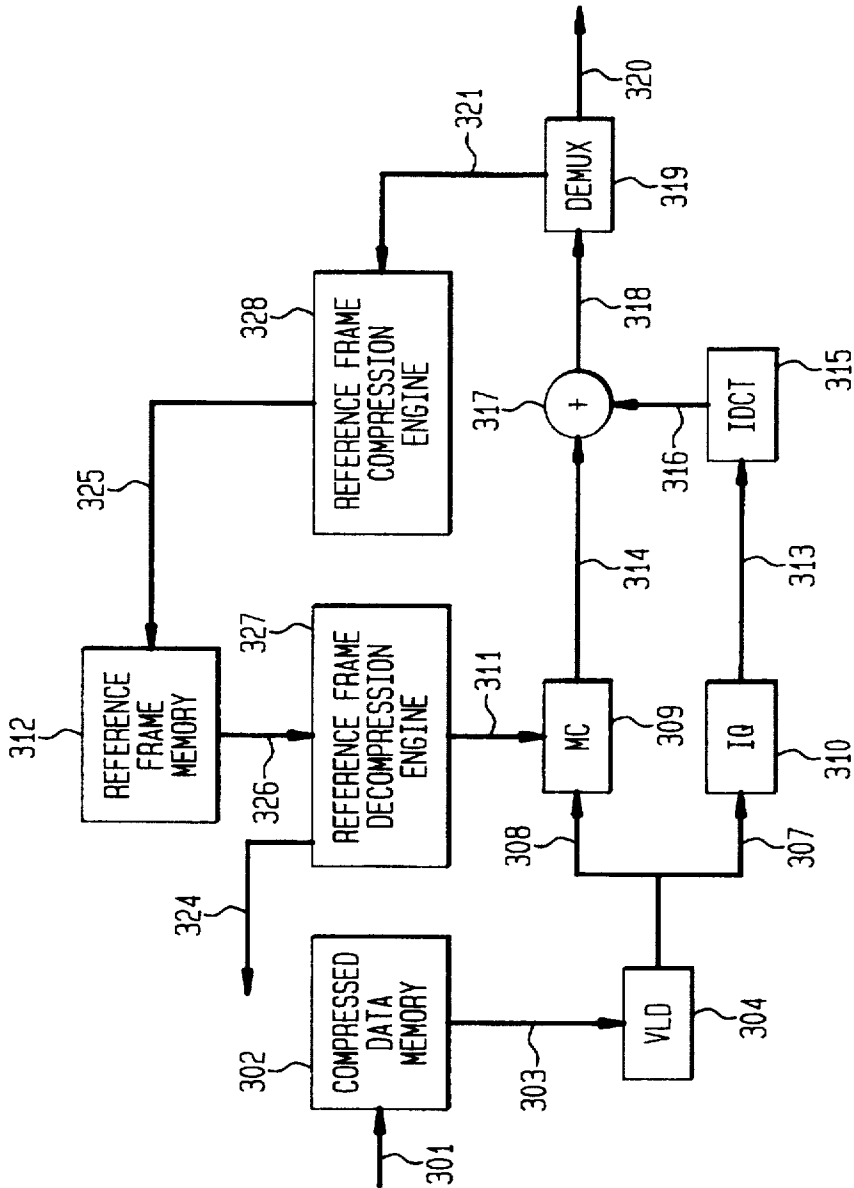 312
REFERENCE
FRAME
MEMORY
325
326
324
327
REFERENCE FRAME
DECOMPRESSION
ENGINE
311
328
REFERENCE FRAME
COMPRESSION
ENGINE
321
302
COMPRESSED
DATA
MEMORY
301
303
VLD
304
308
307
MC
309
IQ
310
314
313
317
+
316
IDCT
315
318
DEMUX
319
320